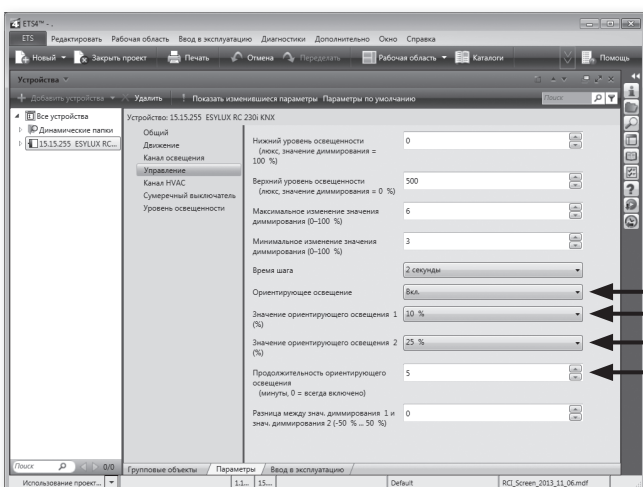 ETS4™ - .
ETS Редактировать Рабочая область Ввод в эксплуатацию Диагностики Дополнительно Окно Справка
Новый Закрыть проект Печать Отмена Переделать Рабочая область Каталоги Помощь
Устройства
Добавить устройства Удалить Показать изменившиеся параметры Параметры по умолчанию Поиск
Все устройства
Динамические папки
15.15.255 ESYLUX RC...
Устройство: 15.15.255 ESYLUX RC 230i KNX
Общий
Движение
Канал освещения
Управление
Канал HVAC
Сумеречный выключатель
Уровень освещенности
Нижний уровень освещенности 0
(люкс, значение диммирования =
100 %)
Верхний уровень освещенности 500
(люкс, значение диммирования = 0 %)
Максимальное изменение значения 6
диммирования (0–100 %)
Минимальное изменение значения 3
диммирования (0–100 %)
Время шага 2 секунды
Ориентирующее освещение Вкл.
Значение ориентирующего освещения 1 10 %
(%)
Значение ориентирующего освещения 2 25 %
(%)
Продолжительность ориентирующего 5
освещения
(минуты, 0 = всегда включено)
Разница между знач. диммирования 1 и 0
знач. диммирования 2 (-50 % ... 50 %)
Поиск 0/0
Групповые объекты Параметры Ввод в эксплуатацию
Использование проект... 1.1... 15... Default RCI_Screen_2013_11_06.mdf